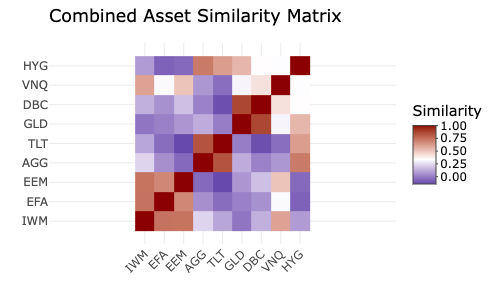 Combined Asset Similarity Matrix
HYG
VNQ
DBC
GLD
TLT
AGG
EEM
EFA
IWM
IWM
EFA
EEM
AGG
TLT
GLD
DBC
VNQ
HYG
Similarity
1.00
0.75
0.50
0.25
0.00